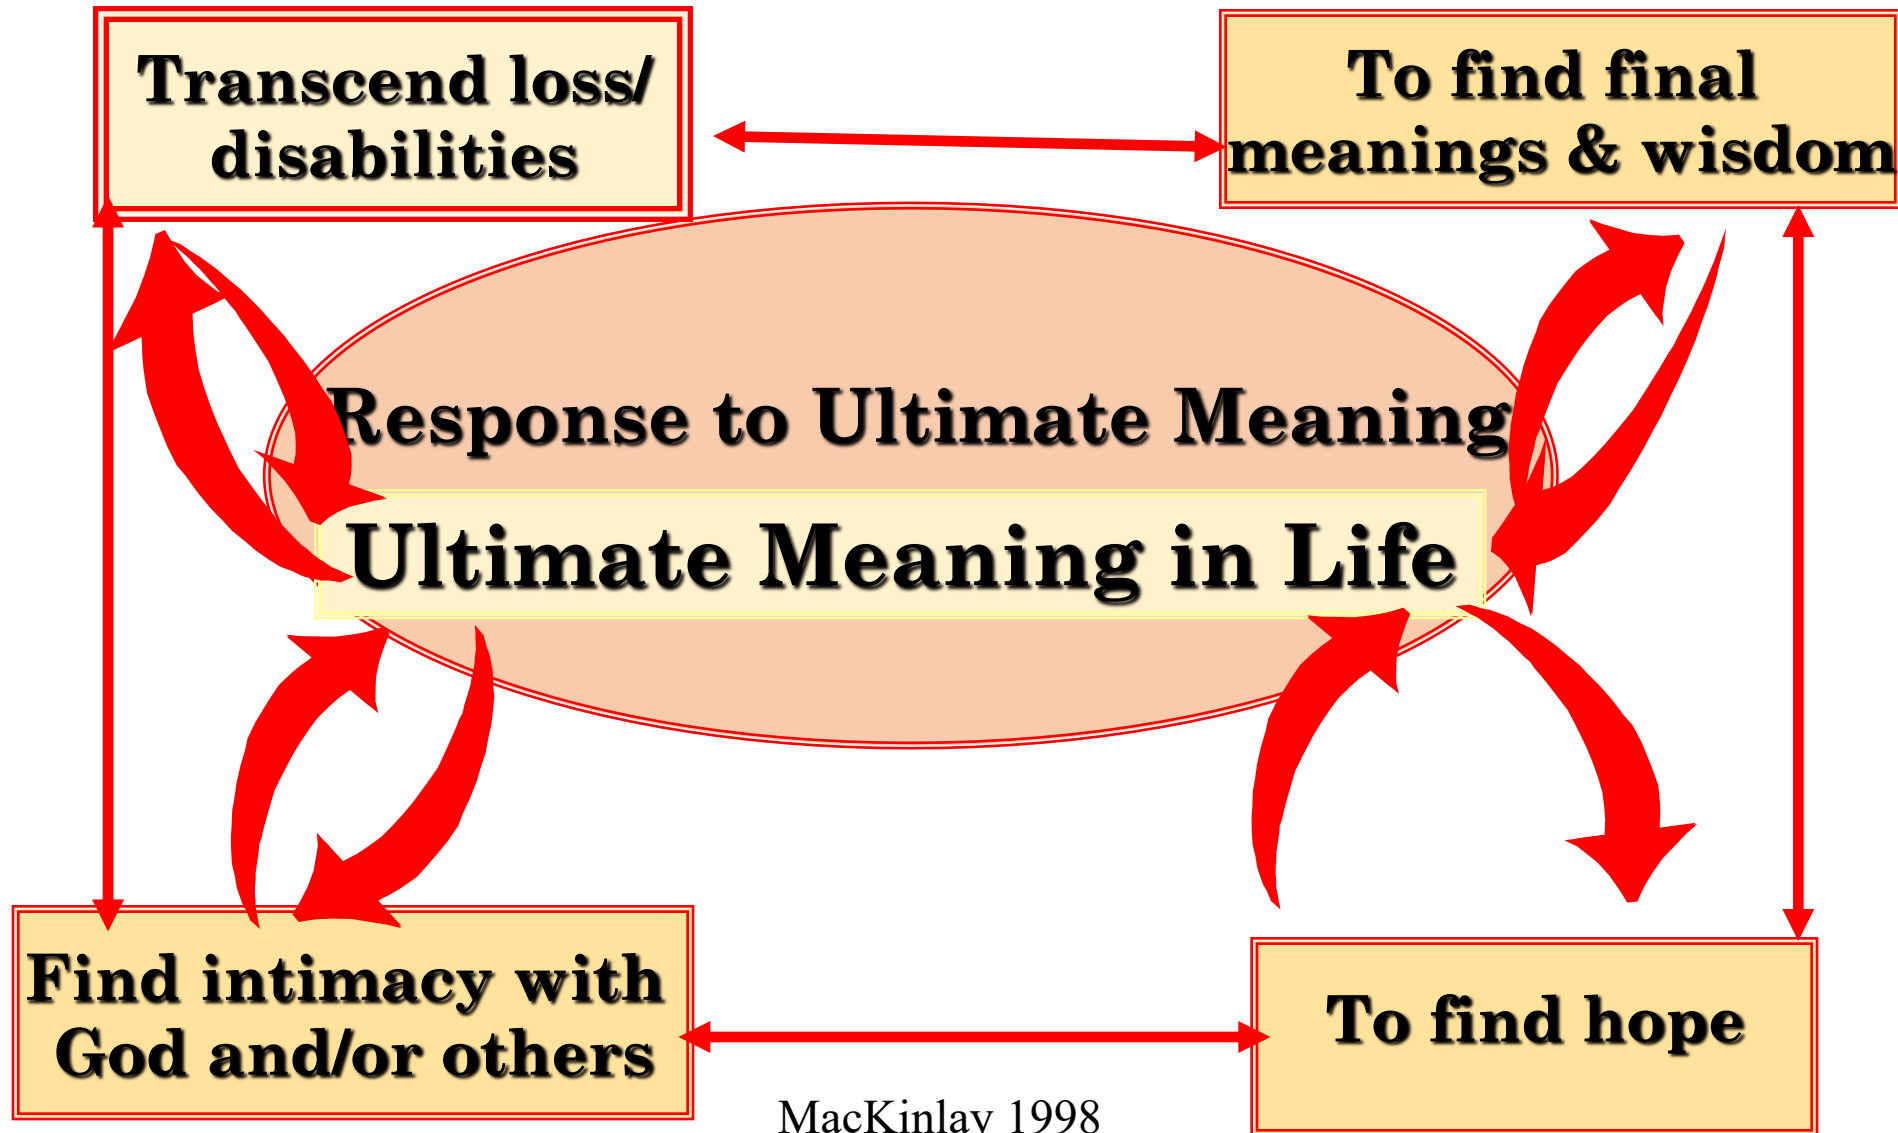 Transcend loss/
disabilities
To find final
meanings & wisdom
Response to Ultimate Meaning
Ultimate Meaning in Life
Find intimacy with
God and/or others
To find hope
MacKinlay 1998